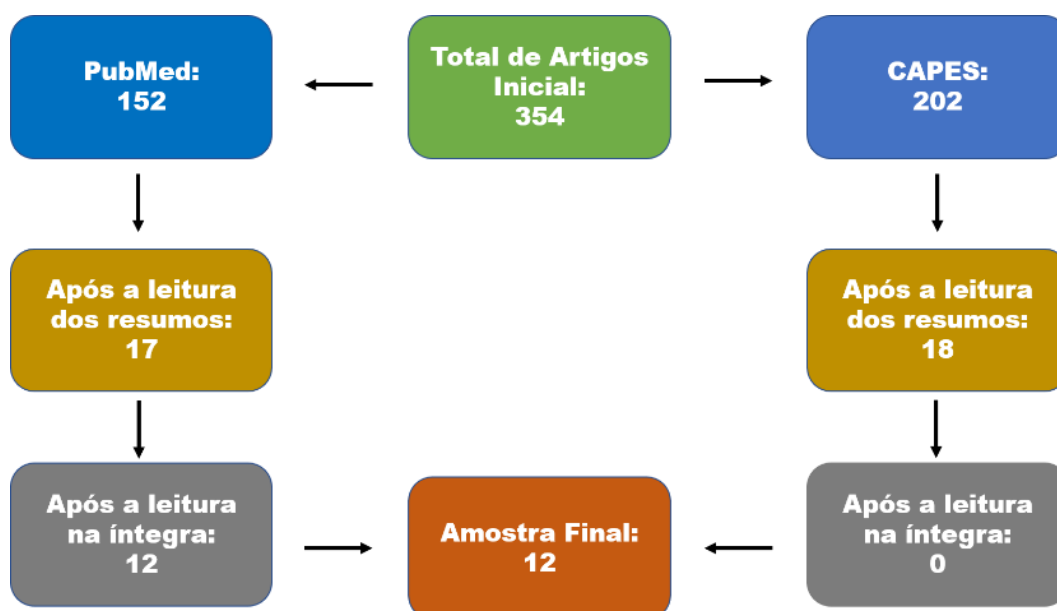 PubMed:
152
Total de Artigos
Inicial:
354
CAPES:
202
Após a leitura
dos resumos:
17
Após a leitura
dos resumos:
18
Após a leitura
na íntegra:
12
Amostra Final:
12
Após a leitura
na íntegra:
0